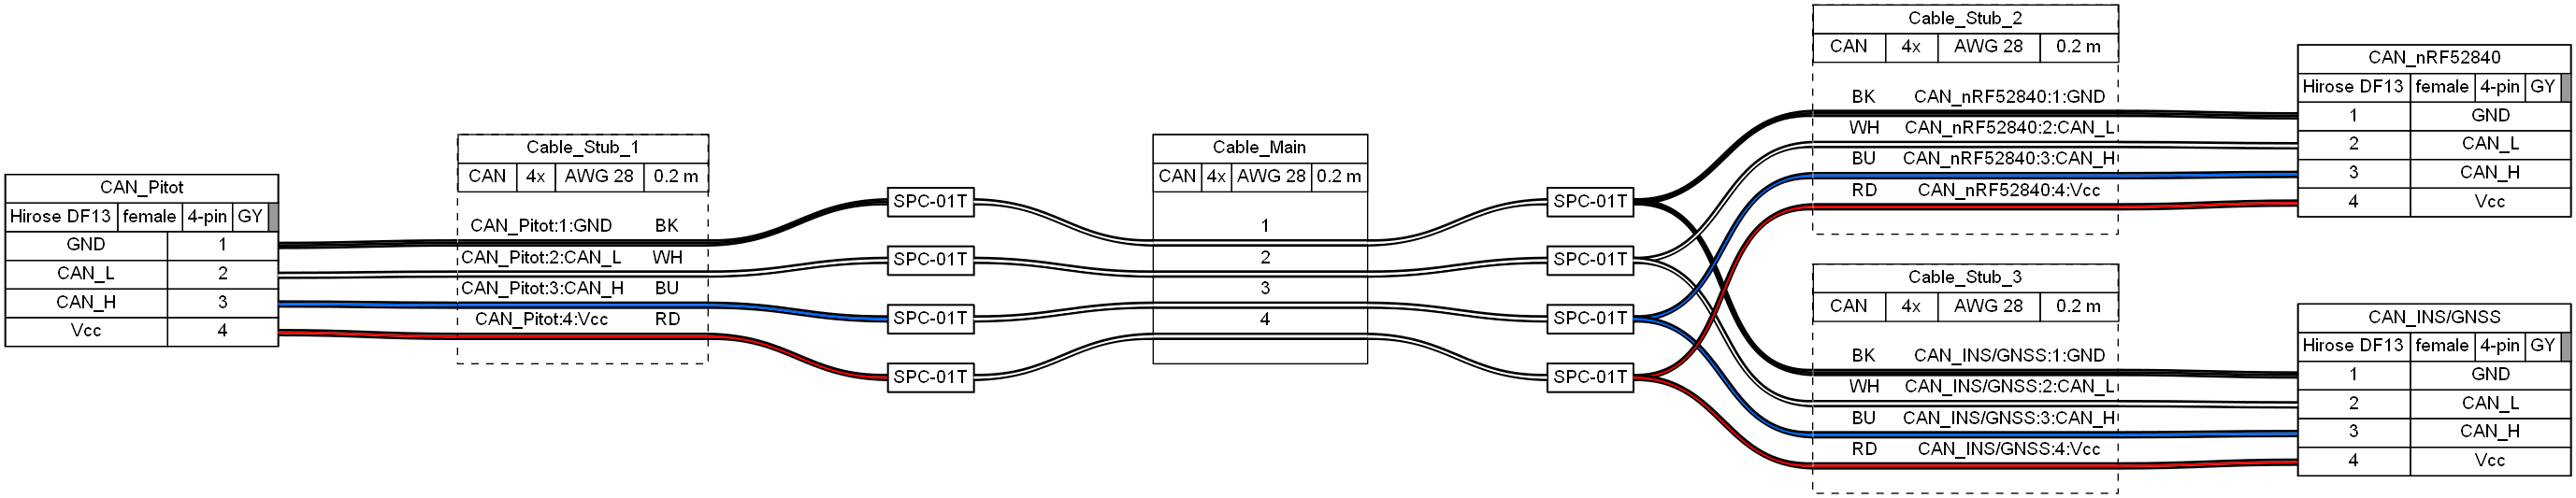 CAN_Pitot
Hirose DF13 female 4-pin GY
GND 1
CAN_L 2
CAN_H 3
Vcc 4
Cable_Stub_1
CAN 4x AWG 28 0.2 m
CAN_Pitot:1:GND BK
CAN_Pitot:2:CAN_L WH
CAN_Pitot:3:CAN_H BU
CAN_Pitot:4:Vcc RD
SPC-01T
SPC-01T
SPC-01T
SPC-01T
Cable_Main
CAN 4x AWG 28 0.2 m
1
2
3
4
SPC-01T
SPC-01T
SPC-01T
SPC-01T
Cable_Stub_2
CAN 4x AWG 28 0.2 m
BK CAN_nRF52840:1:GND
WH CAN_nRF52840:2:CAN_L
BU CAN_nRF52840:3:CAN_H
RD CAN_nRF52840:4:Vcc
Cable_Stub_3
CAN 4x AWG 28 0.2 m
BK CAN_INS/GNSS:1:GND
WH CAN_INS/GNSS:2:CAN_L
BU CAN_INS/GNSS:3:CAN_H
RD CAN_INS/GNSS:4:Vcc
CAN_nRF52840
Hirose DF13 female 4-pin GY
1 GND
2 CAN_L
3 CAN_H
4 Vcc
CAN_INS/GNSS
Hirose DF13 female 4-pin GY
1 GND
2 CAN_L
3 CAN_H
4 Vcc